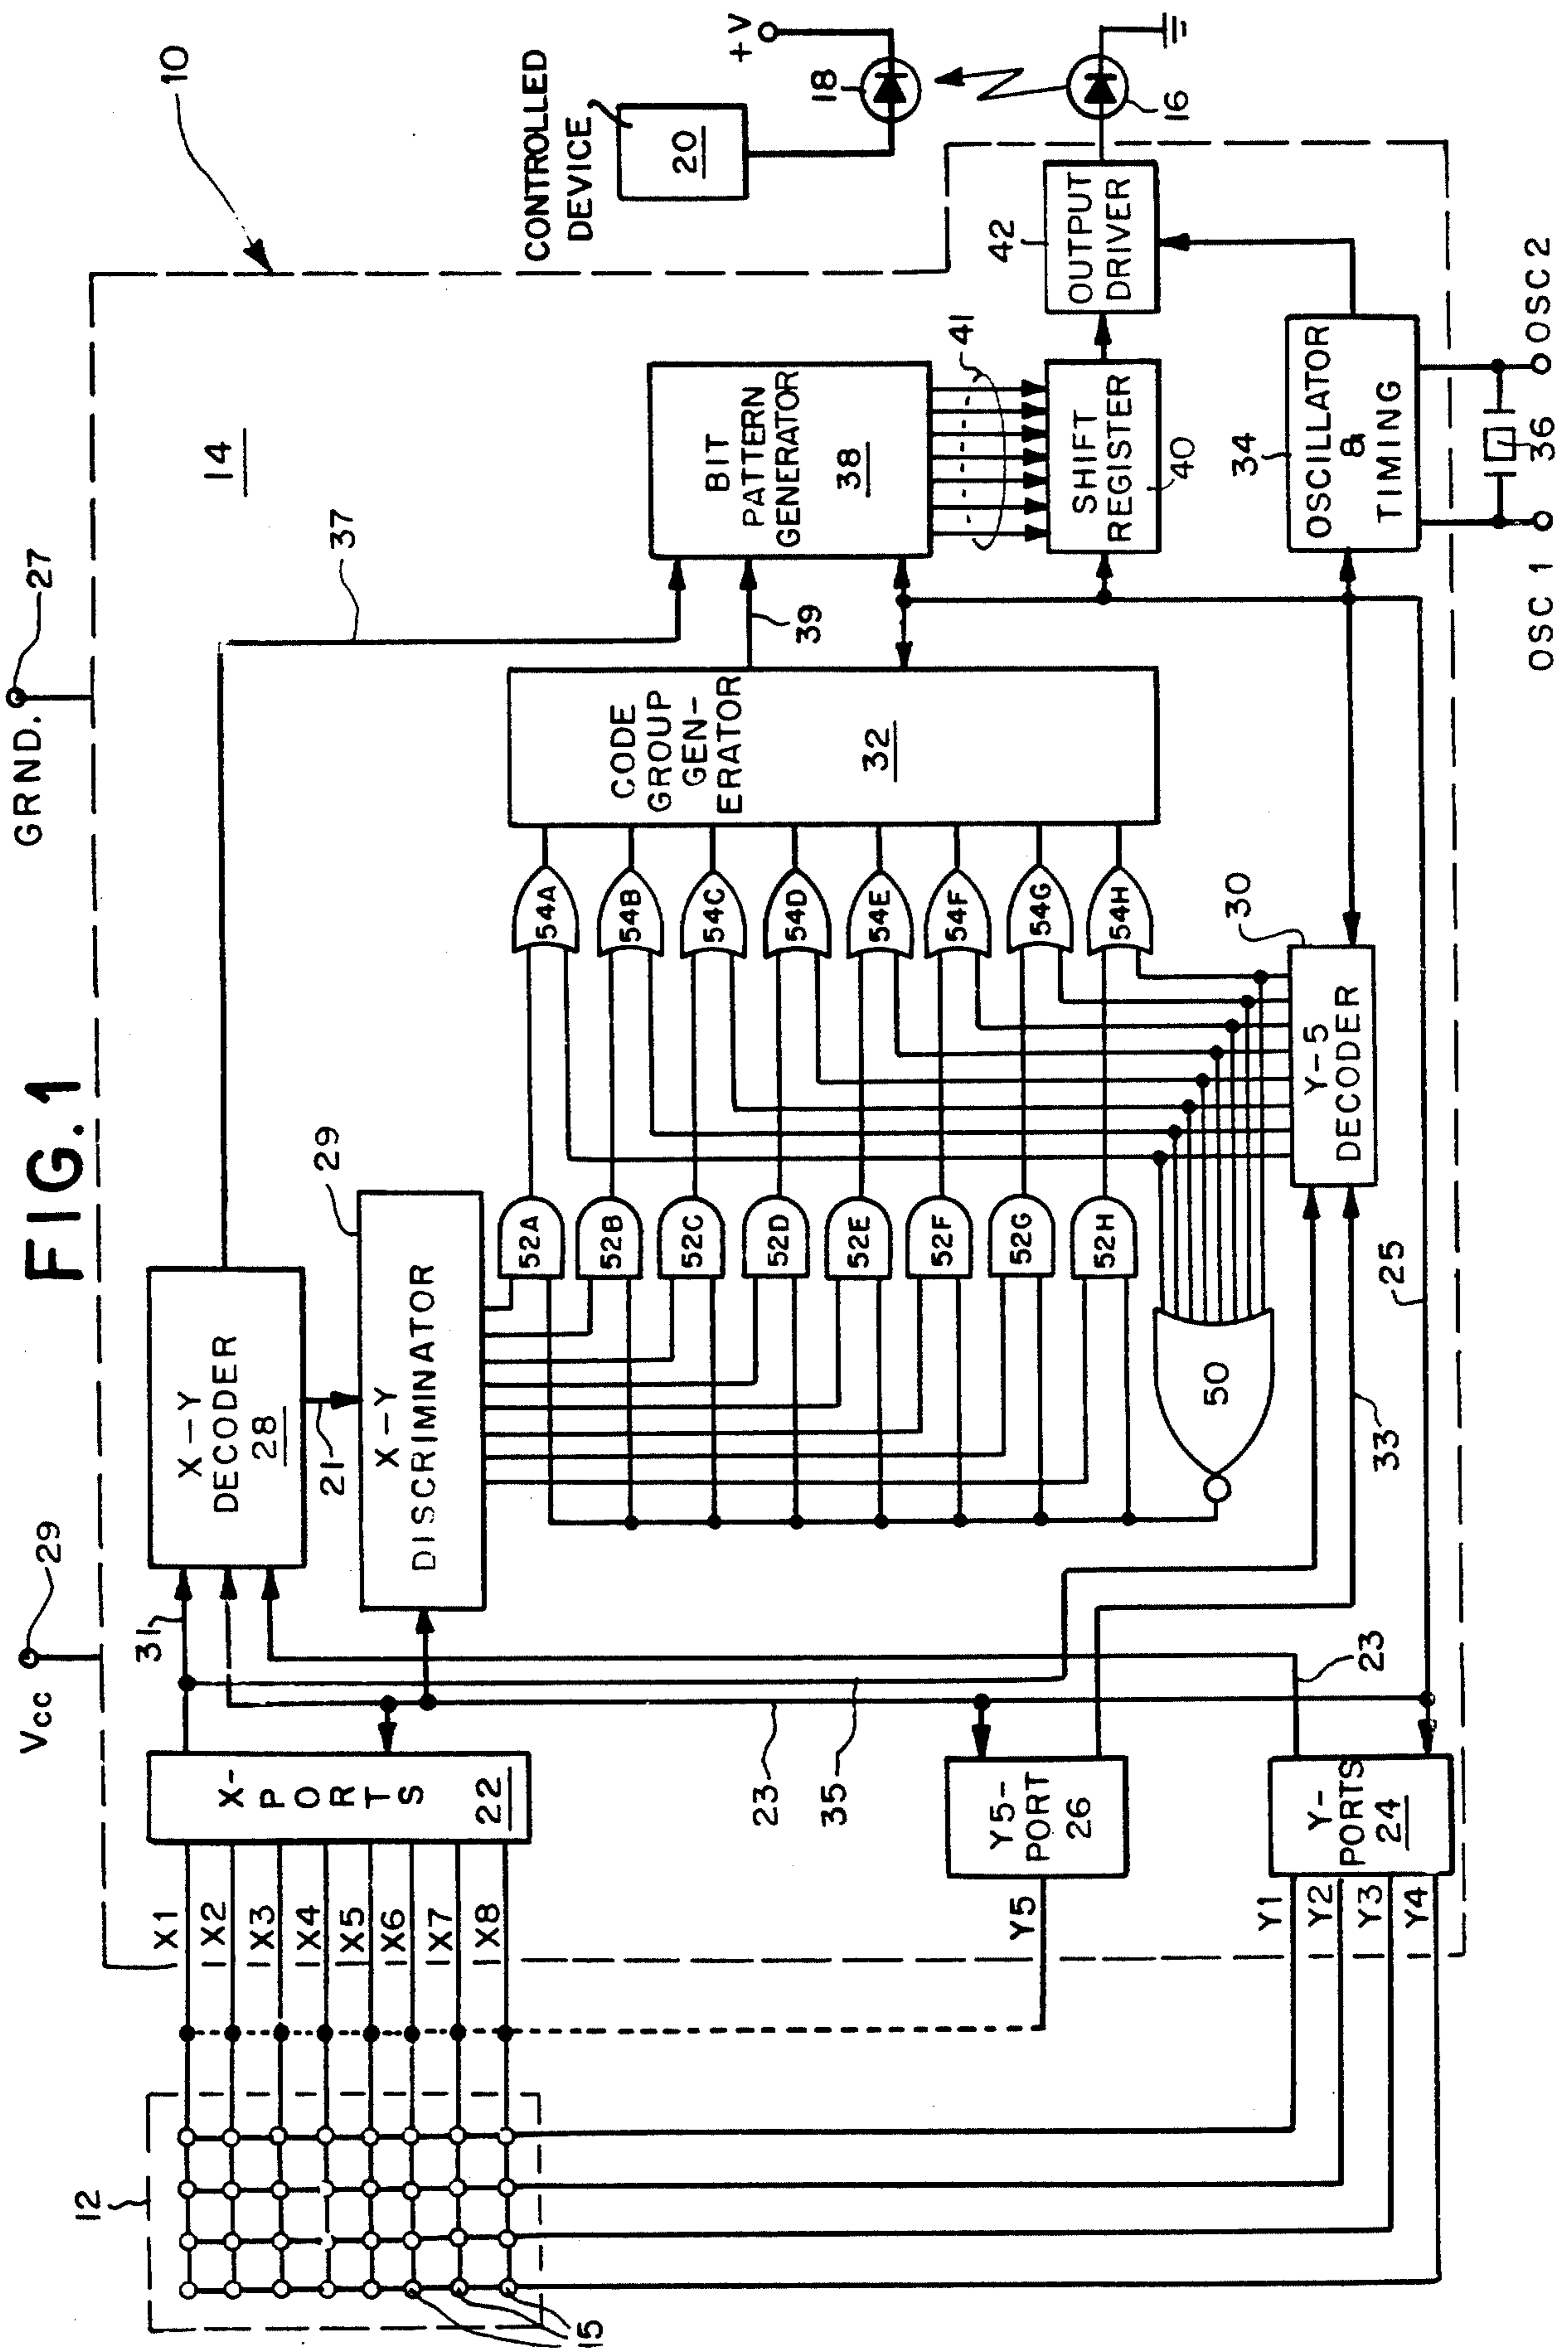 FIG. 1
10
14
GRND.
27
Vcc
29
12
15
X1
X2
X3
X4
X5
X6
X7
X8
Y5
Y1
Y2
Y3
Y4
X-
PORTS
22
Y5-
PORT
26
Y-
PORTS
24
31
23
35
23
33
25
X-Y
DECODER
28
21
X-Y
DISCRIMINATOR
29
52A
52B
52C
52D
52E
52F
52G
52H
50
54A
54B
54C
54D
54E
54F
54G
54H
Y-5
DECODER
30
CODE
GROUP
GEN-
ERATOR
32
37
39
BIT
PATTERN
GENERATOR
38
41
SHIFT
REGISTER
40
OUTPUT
DRIVER
42
OSCILLATOR
&
TIMING
34
36
OSC 1
OSC 2
CONTROLLED
DEVICE
20
18
+V
16